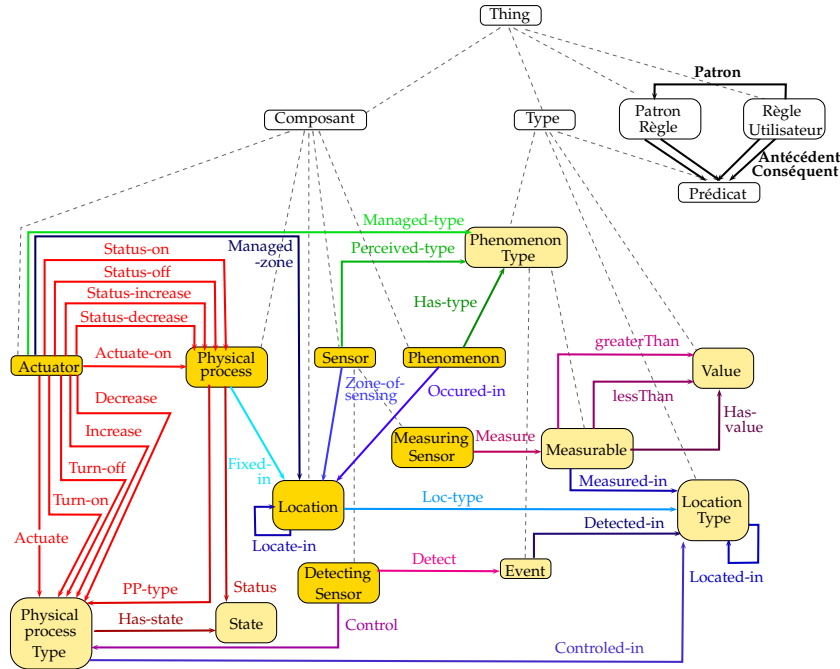 Thing
Patron
Composant
Type
Patron
Règle
Règle
Utilisateur
Antécédent
Conséquent
Prédicat
Managed-type
Status-on
Managed
-zone
Perceived-type
Phenomenon
Type
Status-off
Status-increase
Has-type
Status-decrease
greaterThan
Actuator
Actuate-on
Physical
process
Sensor
Phenomenon
Value
Zone-of-
sensing
Occured-in
lessThan
Decrease
Has-
value
Increase
Measuring
Sensor
Measure
Measurable
Fixed-
in
Turn-off
Measured-in
Turn-on
Location
Loc-type
Location
Type
Actuate
Locate-in
Detected-in
Detect
Located-in
Detecting
Sensor
Event
PP-type
Status
Physical
process
Type
Has-state
State
Control
Controled-in